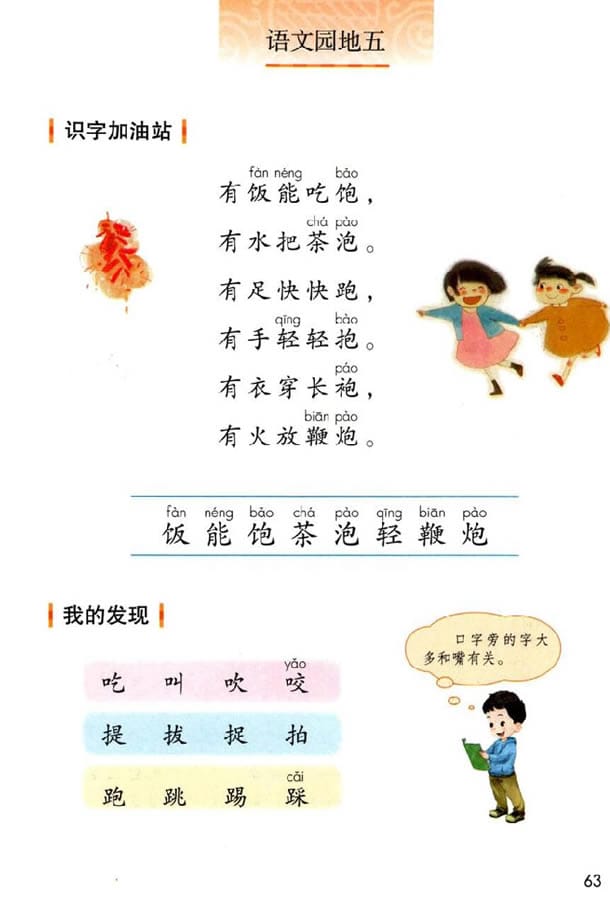 语文园地五
识字加油站
fàn néng bǎo
有饭能吃饱，
chá pào
有水把茶泡。
有足快快跑，
qīng bào
有手轻轻抱。
páo
有衣穿长袍，
biān pào
有火放鞭炮。
fàn néng bǎo chá pào qīng biān pào
饭 能 饱 茶 泡 轻 鞭 炮
我的发现
口字旁的字大
多和嘴有关。
yǎo
吃 叫 吹 咬
提 拔 捉 拍
cǎi
跑 跳 踢 踩
63